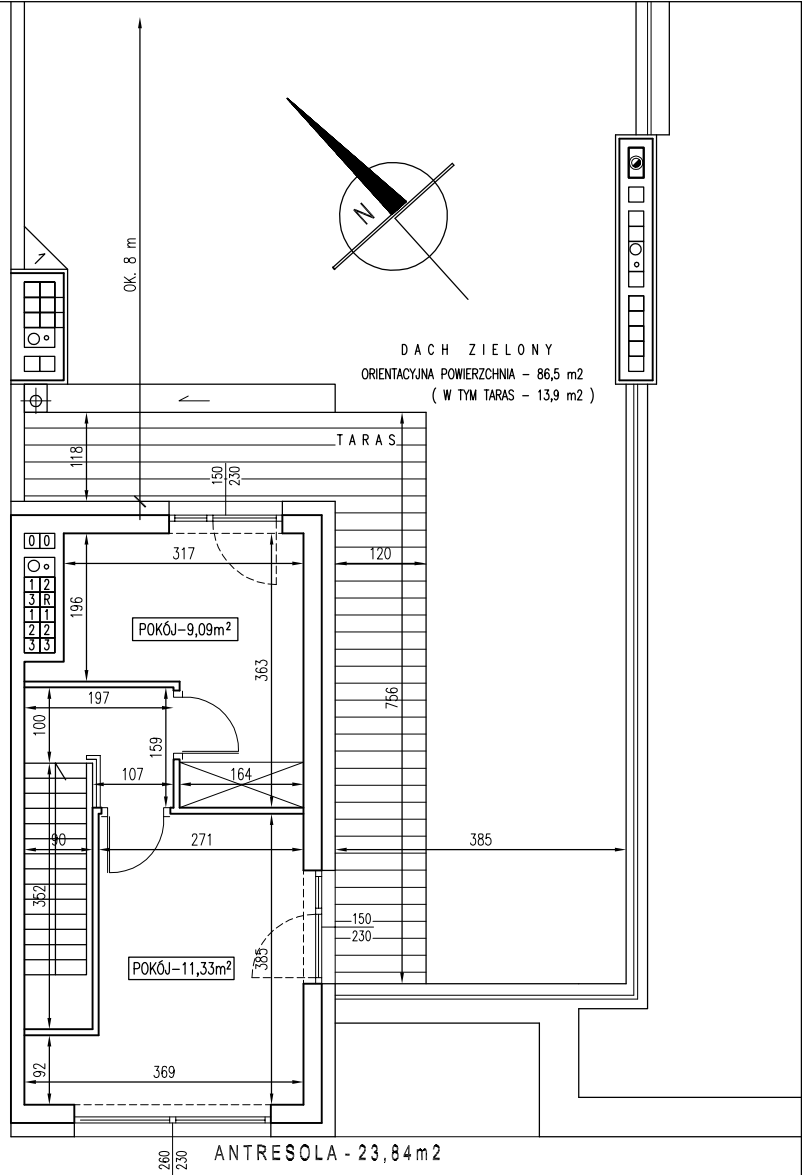 OK. 8 m
N
DACH ZIELONY
ORIENTACYJNA POWIERZCHNIA – 86,5 m2
( W TYM TARAS – 13,9 m2 )
TARAS
118
150
230
0 0
317
120
1 2
3 R
1 1
2 2
3 3
196
POKÓJ–9,09m²
363
756
197
100
159
107
164
90
271
385
352
150
230
POKÓJ–11,33m²
385
92
369
260
230
ANTRESOLA - 23,84m2